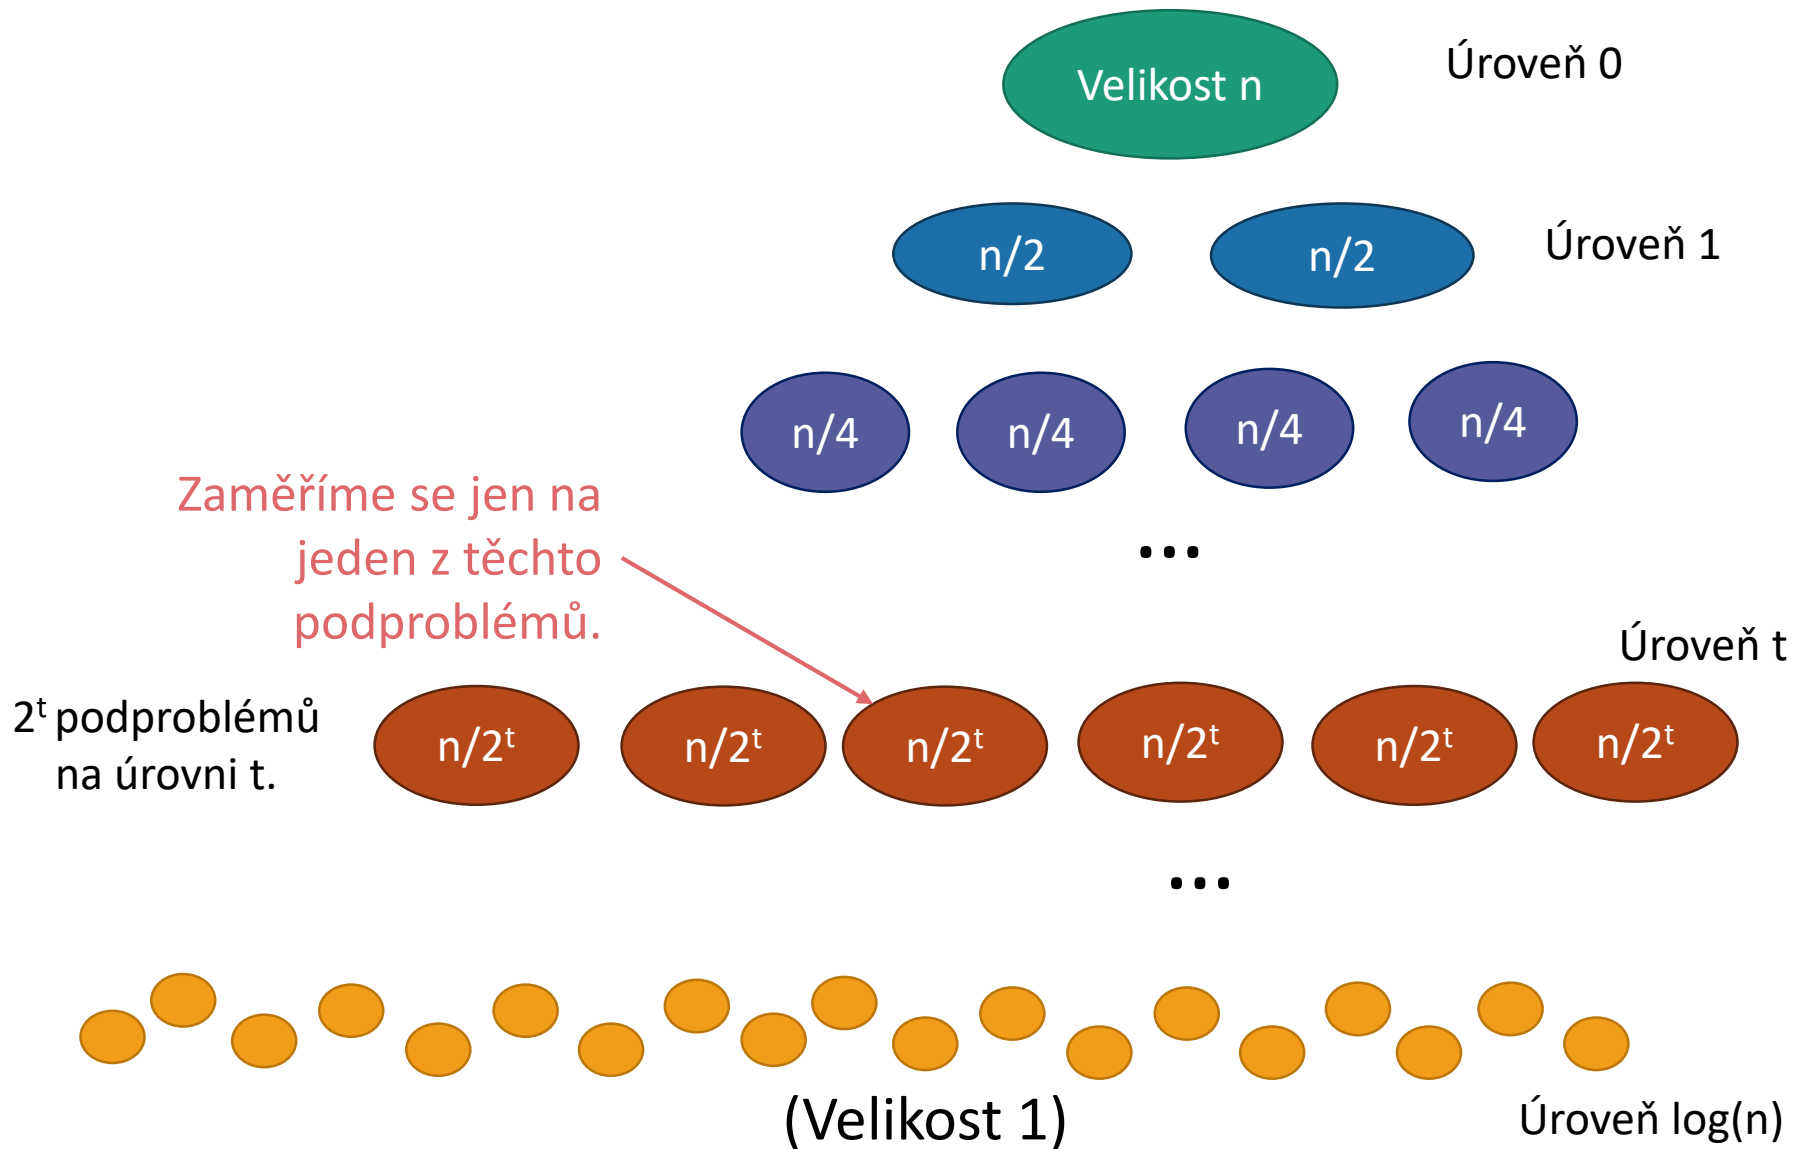 Velikost n
Úroveň 0
n/2
n/2
Úroveň 1
n/4
n/4
n/4
n/4
Zaměříme se jen na
jeden z těchto
podproblémů.
...
Úroveň t
2ᵗ podproblémů
na úrovni t.
n/2ᵗ
n/2ᵗ
n/2ᵗ
n/2ᵗ
n/2ᵗ
n/2ᵗ
...
(Velikost 1)
Úroveň log(n)